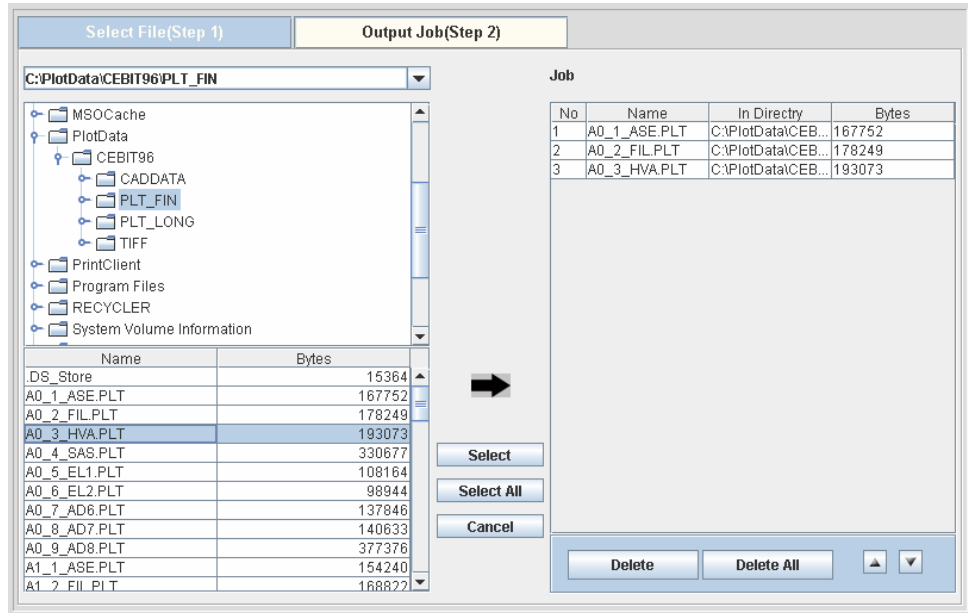 Select File(Step 1) Output Job(Step 2)
C:\PlotData\CEBIT96\PLT_FIN
MSOCache
PlotData
CEBIT96
CADDATA
PLT_FIN
PLT_LONG
TIFF
PrintClient
Program Files
RECYCLER
System Volume Information
Name Bytes
.DS_Store 15364
A0_1_ASE.PLT 167752
A0_2_FIL.PLT 178249
A0_3_HVA.PLT 193073
A0_4_SAS.PLT 330677
A0_5_EL1.PLT 108164
A0_6_EL2.PLT 98944
A0_7_AD6.PLT 137846
A0_8_AD7.PLT 140633
A0_9_AD8.PLT 377376
A1_1_ASE.PLT 154240
A1_2_FIL.PLT 168822
Select
Select All
Cancel
Job
No Name In Directry Bytes
1 A0_1_ASE.PLT C:\PlotData\CEB... 167752
2 A0_2_FIL.PLT C:\PlotData\CEB... 178249
3 A0_3_HVA.PLT C:\PlotData\CEB... 193073
Delete Delete All